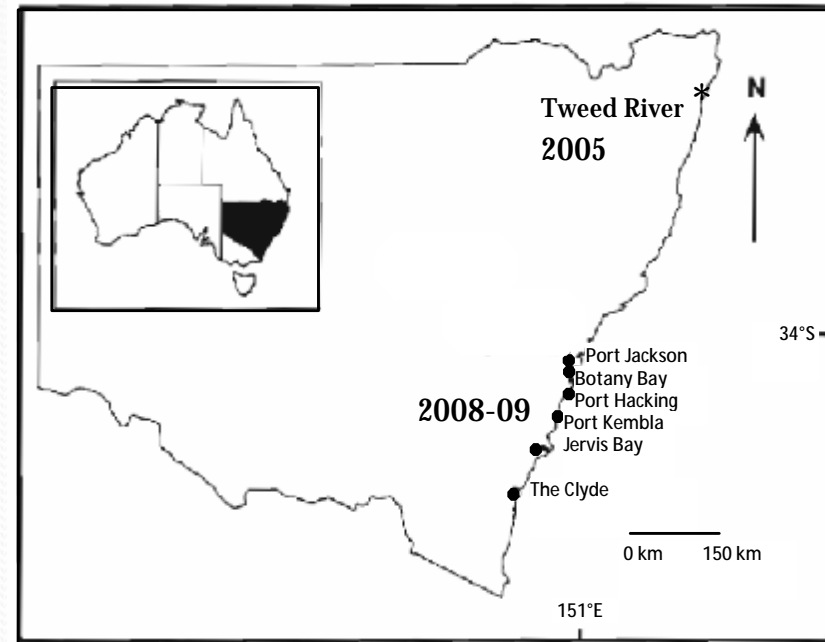 Tweed River
2005
N
34°S
Port Jackson
Botany Bay
Port Hacking
2008-09
Port Kembla
Jervis Bay
The Clyde
0 km 150 km
151°E